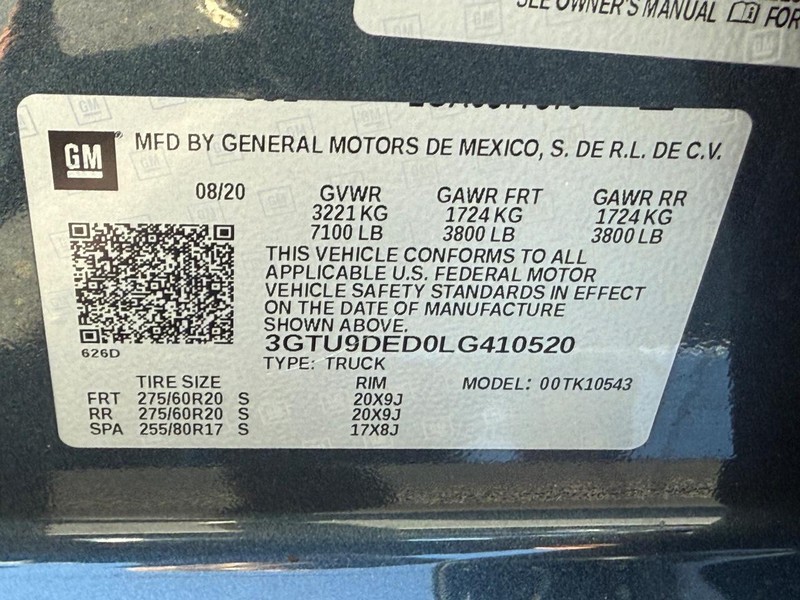 SEE OWNER'S MANUAL FOR
GM
MFD BY GENERAL MOTORS DE MEXICO, S. DE R.L. DE C.V.
08/20 GVWR GAWR FRT GAWR RR
3221 KG 1724 KG 1724 KG
7100 LB 3800 LB 3800 LB
THIS VEHICLE CONFORMS TO ALL
APPLICABLE U.S. FEDERAL MOTOR
VEHICLE SAFETY STANDARDS IN EFFECT
ON THE DATE OF MANUFACTURE
SHOWN ABOVE.
3GTU9DED0LG410520
626D
TYPE: TRUCK
TIRE SIZE RIM MODEL: 00TK10543
FRT 275/60R20 S 20X9J
RR 275/60R20 S 20X9J
SPA 255/80R17 S 17X8J